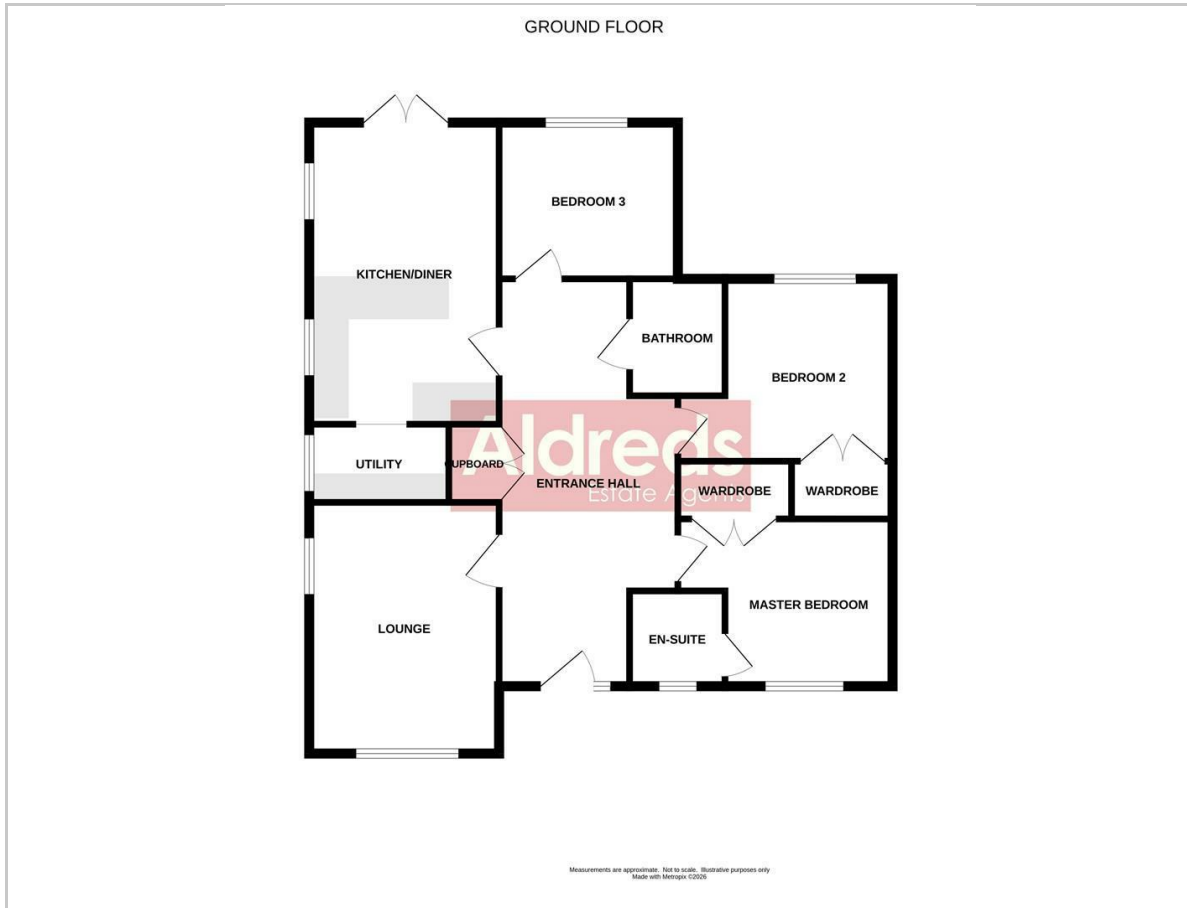 GROUND FLOOR
BEDROOM 3
KITCHEN/DINER
BATHROOM
BEDROOM 2
Aldreds
Estate Agents
UTILITY
CUPBOARD
ENTRANCE HALL
WARDROBE
WARDROBE
MASTER BEDROOM
LOUNGE
EN-SUITE
Measurements are approximate. Not to scale. Illustrative purposes only
Made with Metropix ©2026